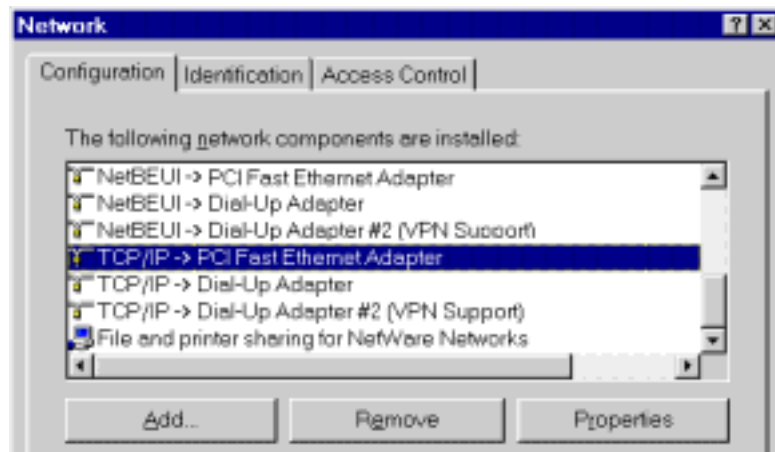 Network
Configuration Identification Access Control
The following network components are installed:
NetBEUI -> PCI Fast Ethernet Adapter
NetBEUI -> Dial-Up Adapter
NetBEUI -> Dial-Up Adapter #2 (VPN Support)
TCP/IP -> PCI Fast Ethernet Adapter
TCP/IP -> Dial-Up Adapter
TCP/IP -> Dial-Up Adapter #2 (VPN Support)
File and printer sharing for NetWare Networks
Add... Remove Properties